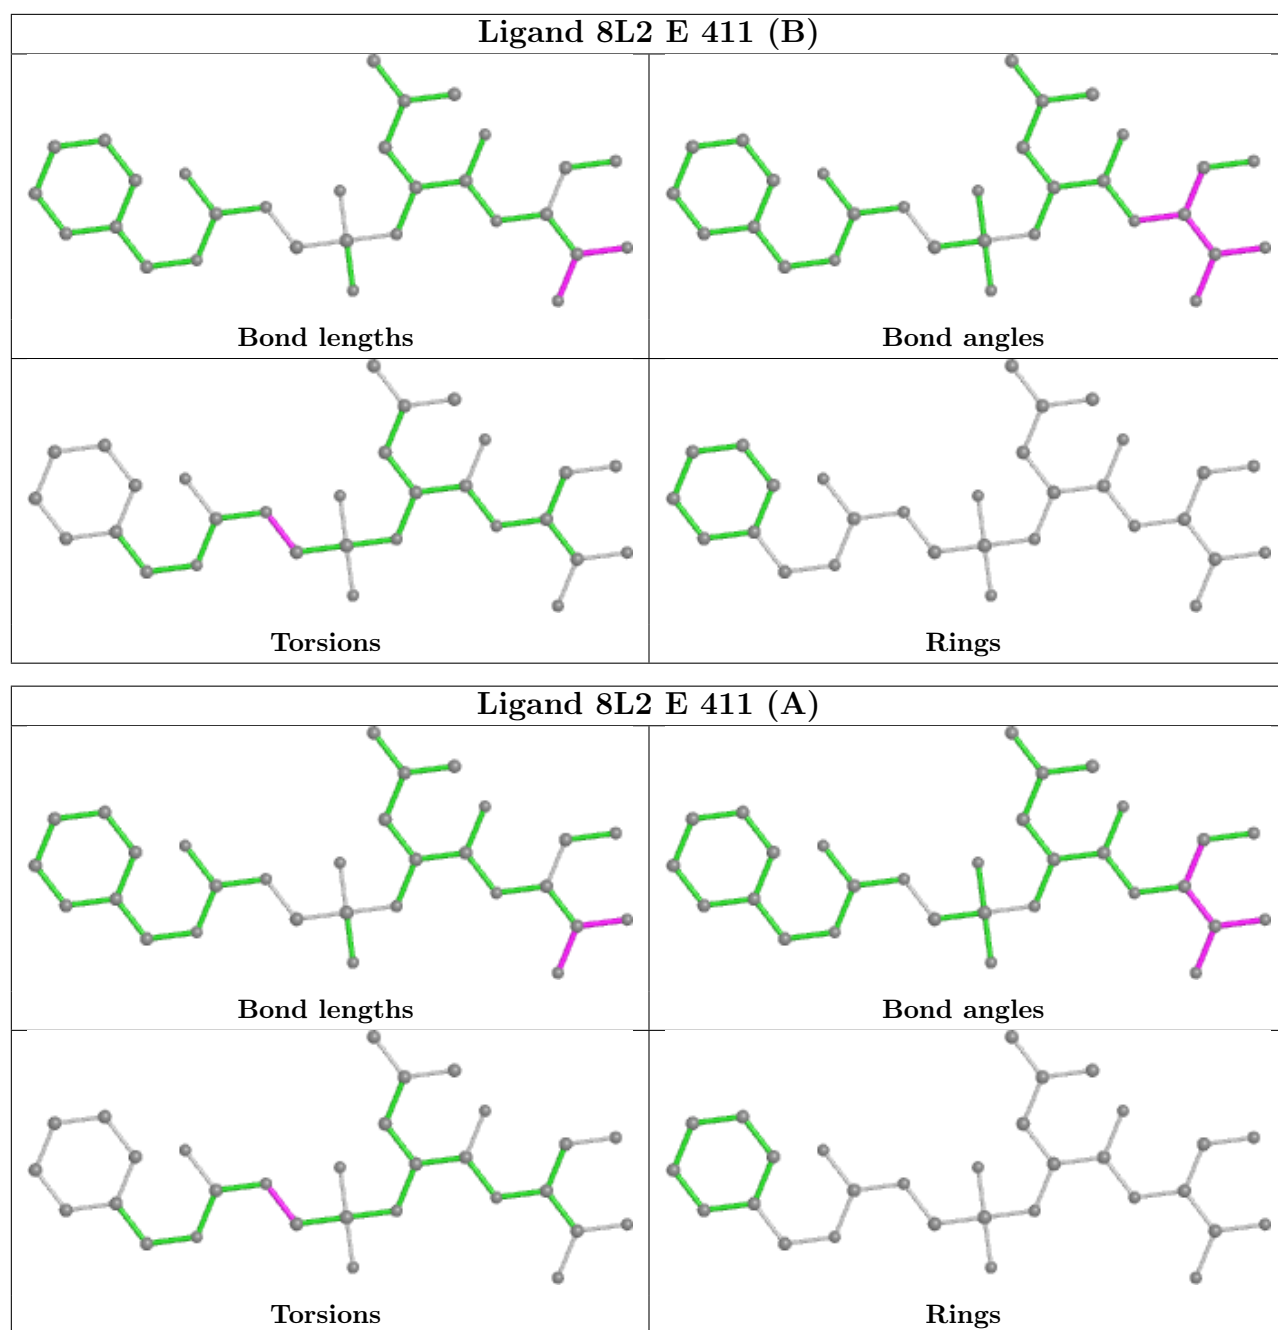 Ligand 8L2 E 411 (B)
Bond lengths
Bond angles
Torsions
Rings
Ligand 8L2 E 411 (A)
Bond lengths
Bond angles
Torsions
Rings